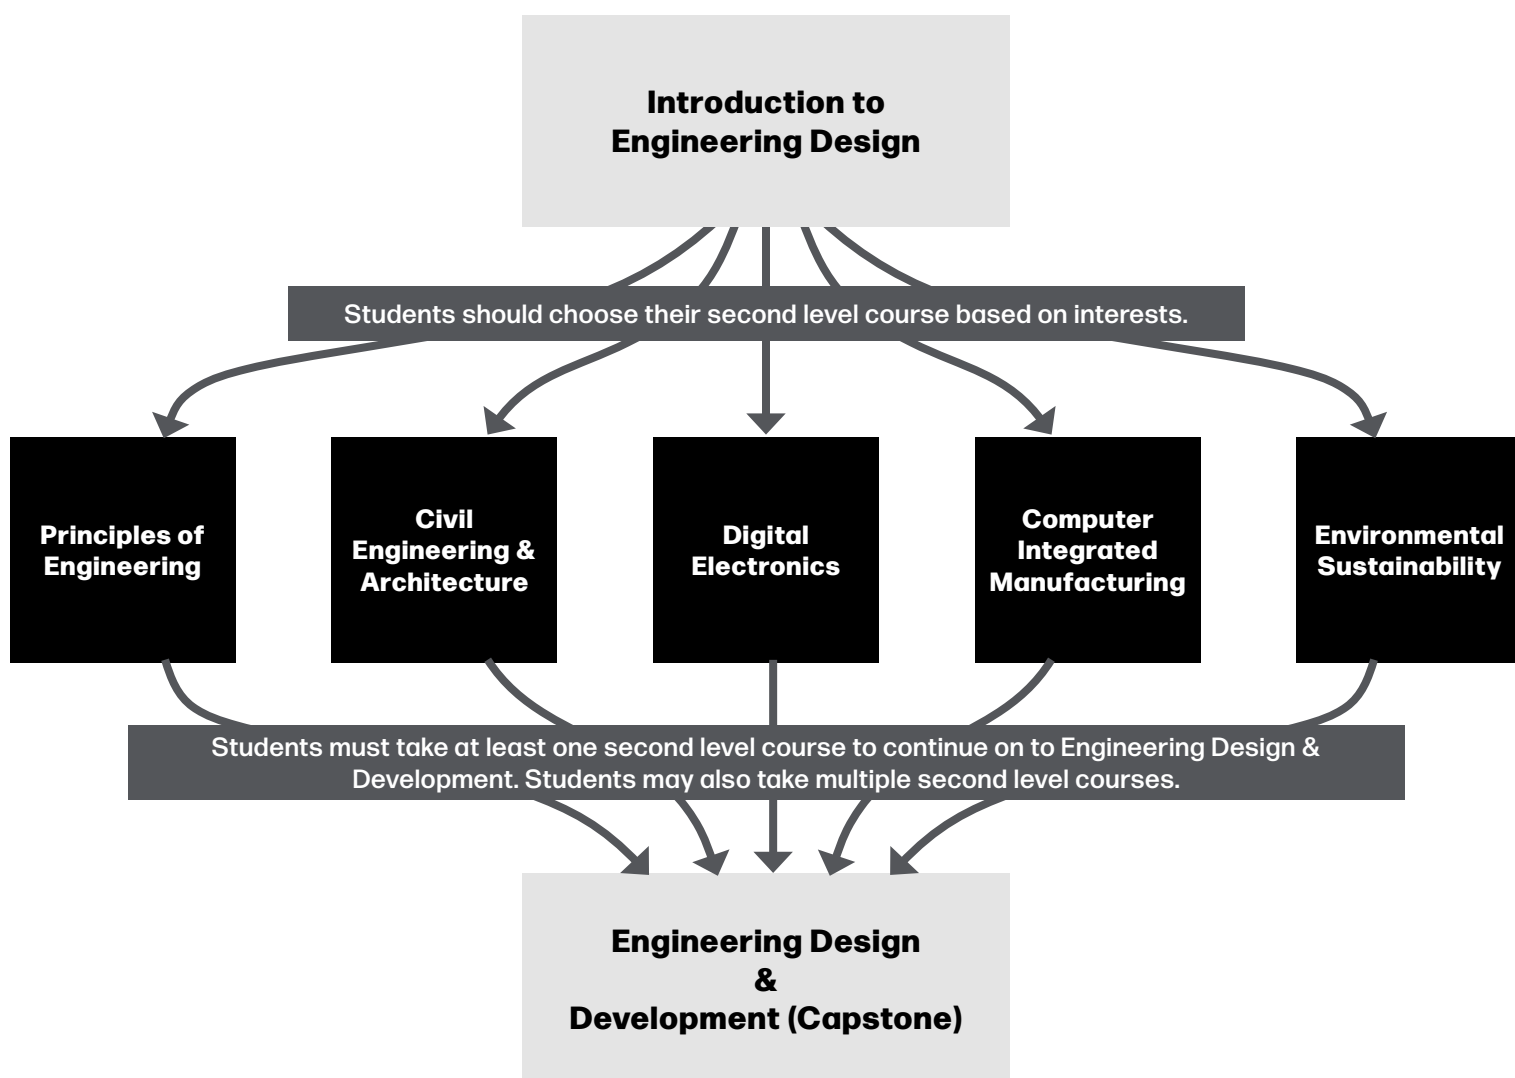 Introduction to
Engineering Design
Students should choose their second level course based on interests.
Principles of
Engineering
Civil
Engineering &
Architecture
Digital
Electronics
Computer
Integrated
Manufacturing
Environmental
Sustainability
Students must take at least one second level course to continue on to Engineering Design &
Development. Students may also take multiple second level courses.
Engineering Design
&
Development (Capstone)